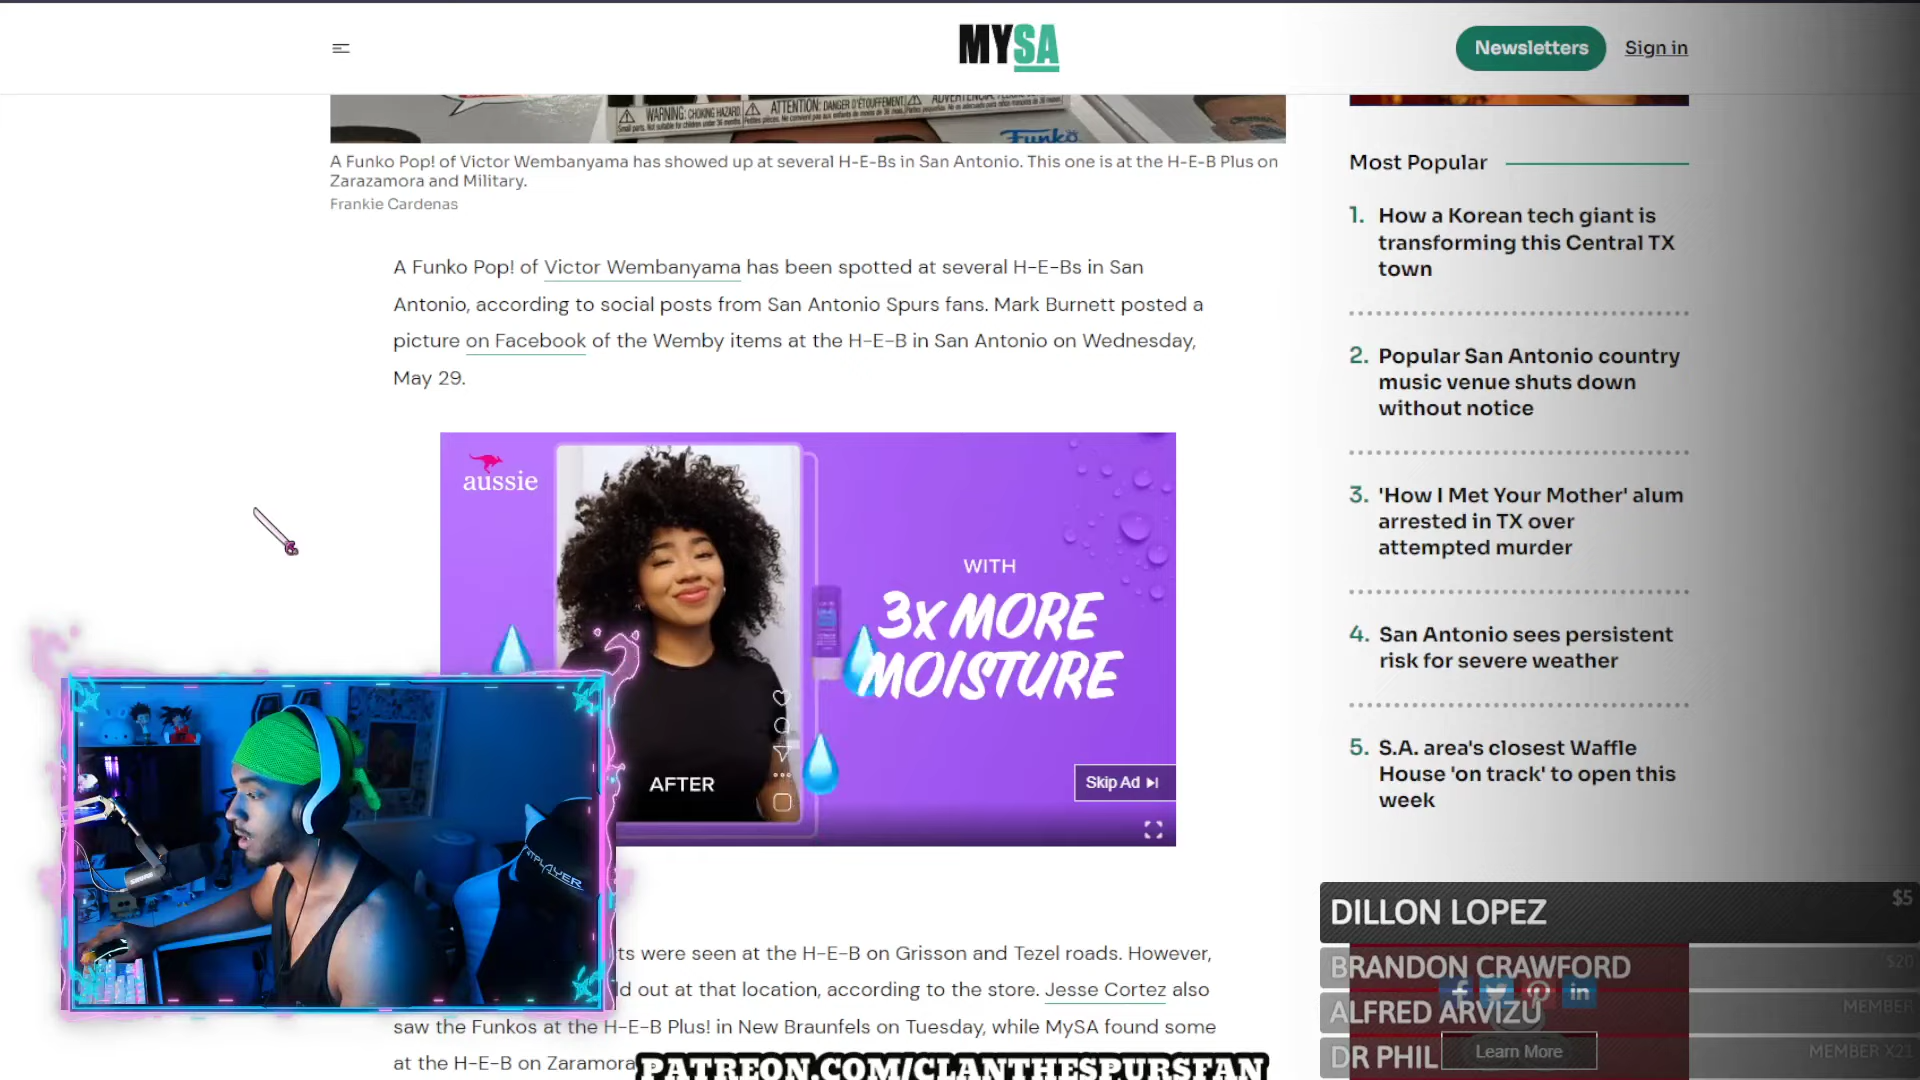 MYSA
Newsletters
Sign in
WARNING: CHOKING HAZARD
ATTENTION: DANGER D'ÉTOUFFEMENT
Funko
A Funko Pop! of Victor Wembanyama has showed up at several H-E-Bs in San Antonio. This one is at the H-E-B Plus on
Zarazamora and Military.
Frankie Cardenas
A Funko Pop! of Victor Wembanyama has been spotted at several H-E-Bs in San
Antonio, according to social posts from San Antonio Spurs fans. Mark Burnett posted a
picture on Facebook of the Wemby items at the H-E-B in San Antonio on Wednesday,
May 29.
aussie
WITH
3x MORE
MOISTURE
AFTER
Skip Ad
were seen at the H-E-B on Grisson and Tezel roads. However,
out at that location, according to the store. Jesse Cortez also
saw the Funkos at the H-E-B Plus! in New Braunfels on Tuesday, while MySA found some
at the H-E-B on Zaramora
Most Popular
1. How a Korean tech giant is
transforming this Central TX
town
2. Popular San Antonio country
music venue shuts down
without notice
3. 'How I Met Your Mother' alum
arrested in TX over
attempted murder
4. San Antonio sees persistent
risk for severe weather
5. S.A. area's closest Waffle
House 'on track' to open this
week
DILLON LOPEZ $5
BRANDON CRAWFORD $20
ALFRED ARVIZU MEMBER
DR PHIL MEMBER X21
Learn More
PATREON.COM/CLANTHESPURSFAN